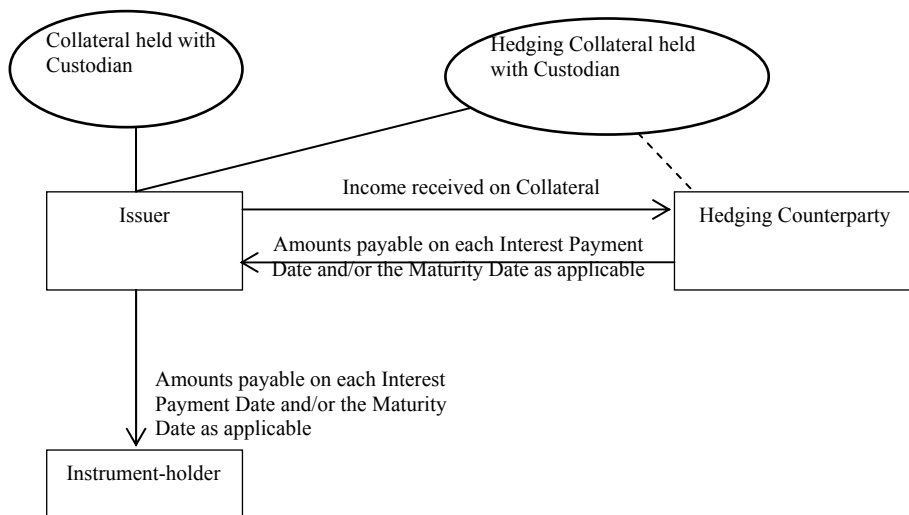 Collateral held with
Custodian
Hedging Collateral held
with Custodian
Income received on Collateral
Issuer
Hedging Counterparty
Amounts payable on each Interest Payment
Date and/or the Maturity Date as applicable
Amounts payable on each Interest
Payment Date and/or the Maturity
Date as applicable
Instrument-holder